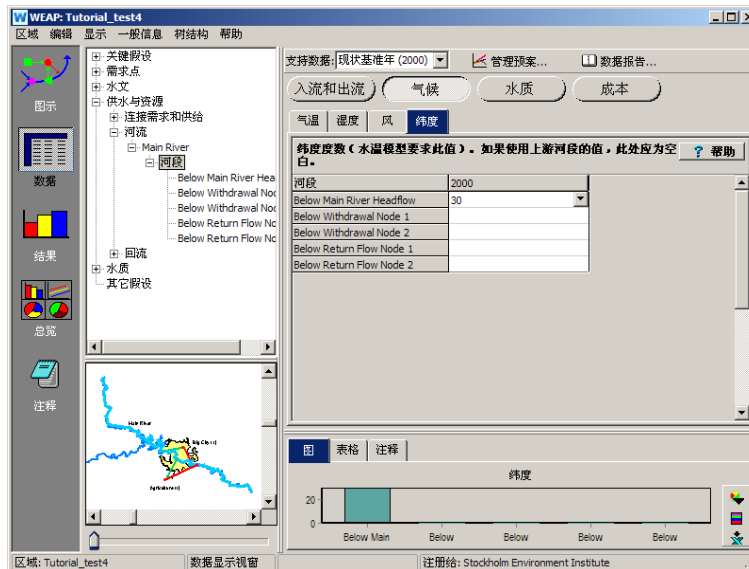 WEAP: Tutorial_test4
区域 编辑 显示 一般信息 树结构 帮助
图示
数据
结果
总览
注释
关键假设
需求点
水文
供水与资源
连接需求和供给
河流
Main River
河段
Below Main River Hea
Below Withdrawal Noc
Below Withdrawal Noc
Below Return Flow Nc
Below Return Flow Nc
回流
水质
其它假设
Main River
Big City
Agriculture
支持数据: 现状基准年 (2000) 管理预案... 数据报告...
入流和出流 气候 水质 成本
气温 湿度 风 纬度
纬度度数（水温模型要求此值）。如果使用上游河段的值，此处应为空
白。
? 帮助
河段 2000
Below Main River Headflow 30
Below Withdrawal Node 1
Below Withdrawal Node 2
Below Return Flow Node 1
Below Return Flow Node 2
图 表格 注释
纬度
20
0
Below Main Below Below Below Below Below
区域: Tutorial_test4 数据显示视窗 注册给: Stockholm Environment Institute